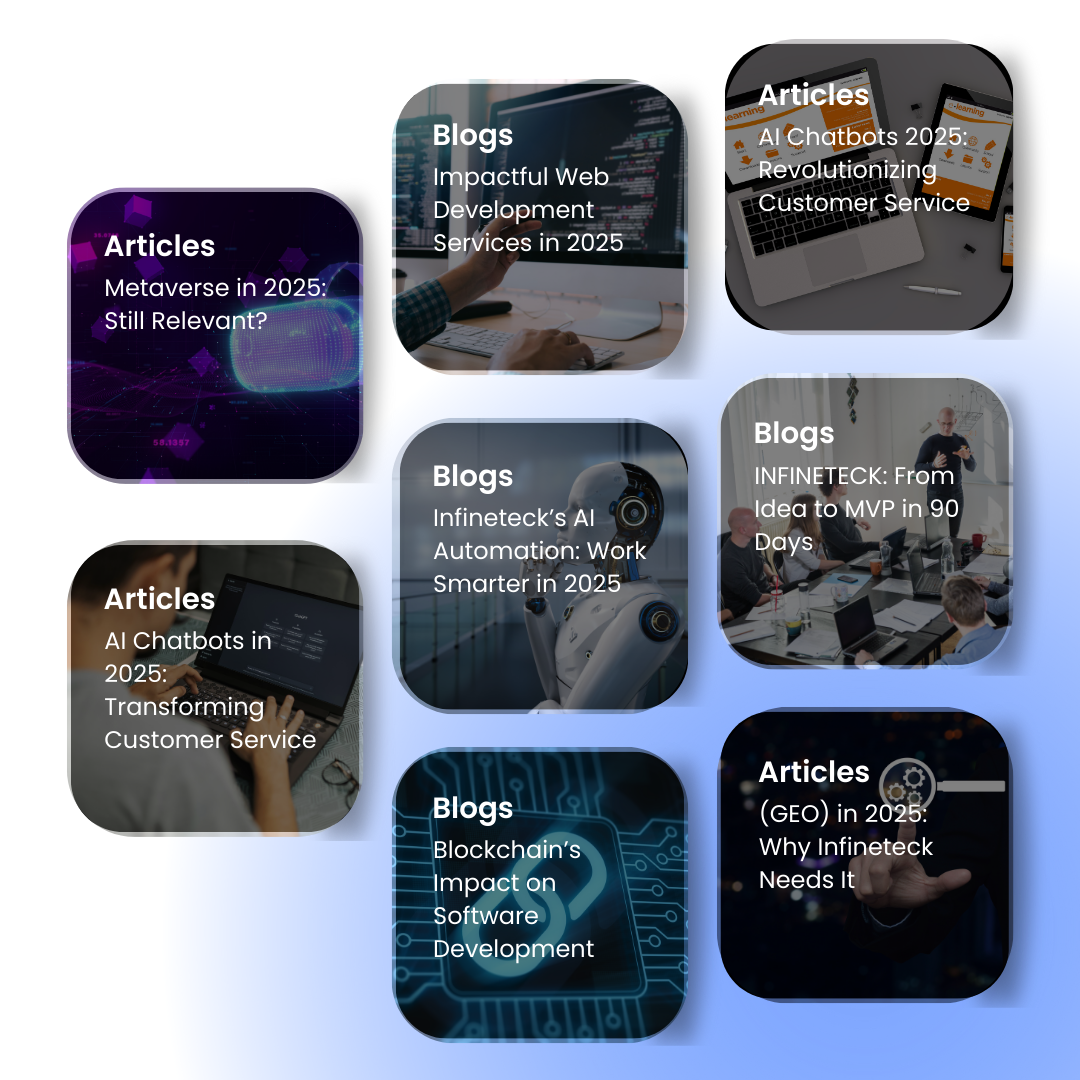 Articles
Metaverse in 2025:
Still Relevant?
58.1397
Articles
AI Chatbots in
2025:
Transforming
Customer Service
Blogs
Impactful Web
Development
Services in 2025
Blogs
Infineteck’s AI
Automation: Work
Smarter in 2025
Blogs
Blockchain’s
Impact on
Software
Development
Articles
AI Chatbots 2025:
Revolutionizing
Customer Service
Blogs
INFINETECK: From
Idea to MVP in 90
Days
Articles
(GEO) in 2025:
Why Infineteck
Needs It